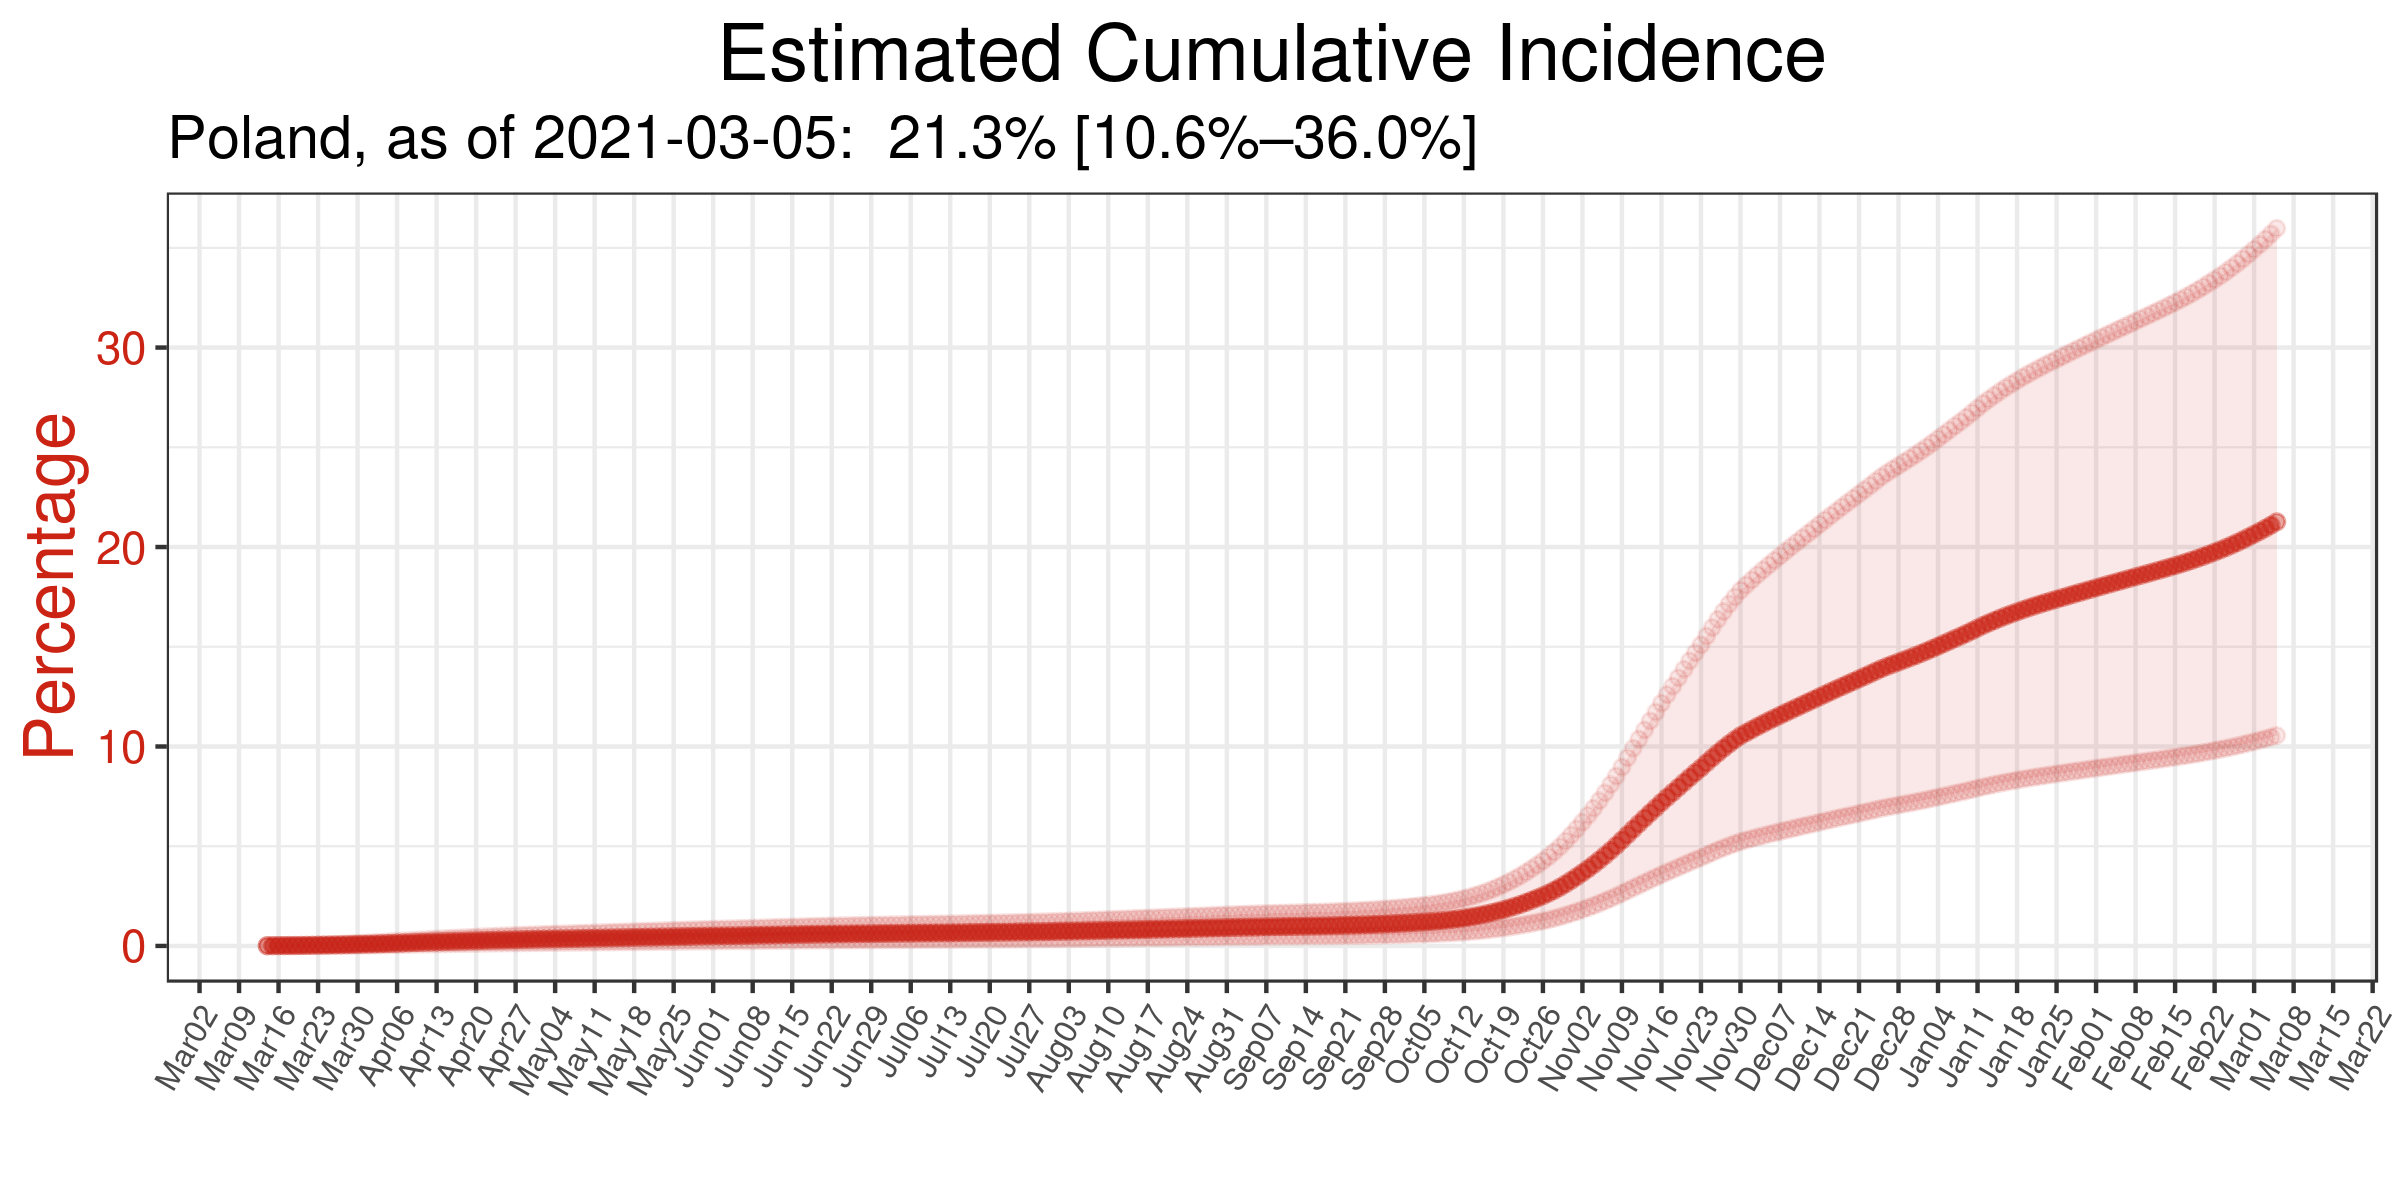 Estimated Cumulative Incidence
Poland, as of 2021-03-05: 21.3% [10.6%–36.0%]
Percentage
30
20
10
0
Mar02
Mar09
Mar16
Mar23
Mar30
Apr06
Apr13
Apr20
Apr27
May04
May11
May18
May25
Jun01
Jun08
Jun15
Jun22
Jun29
Jul06
Jul13
Jul20
Jul27
Aug03
Aug10
Aug17
Aug24
Aug31
Sep07
Sep14
Sep21
Sep28
Oct05
Oct12
Oct19
Oct26
Nov02
Nov09
Nov16
Nov23
Nov30
Dec07
Dec14
Dec21
Dec28
Jan04
Jan11
Jan18
Jan25
Feb01
Feb08
Feb15
Feb22
Mar01
Mar08
Mar15
Mar22